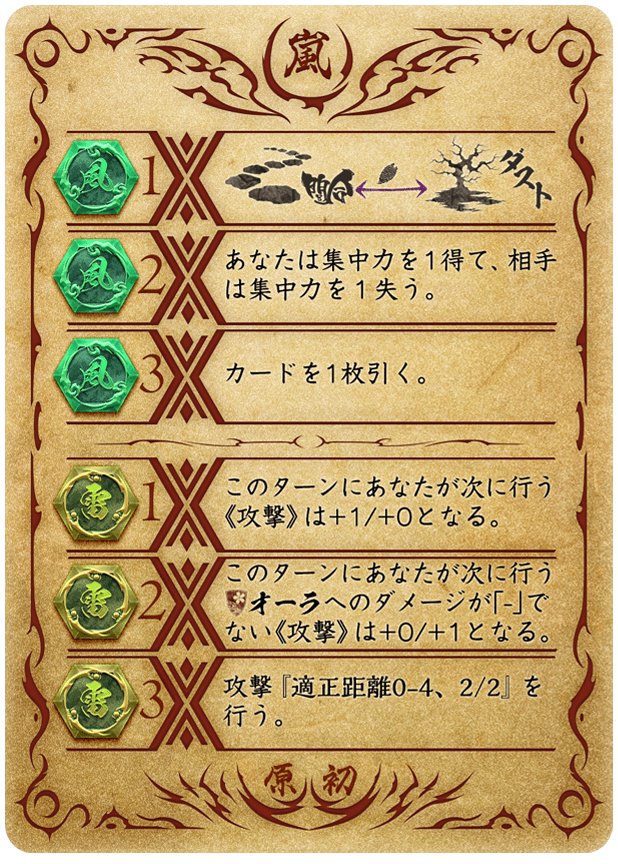 嵐
風 1 間合 ダスト
風 2 あなたは集中力を1得て、相手
は集中力を1失う。
風 3 カードを1枚引く。
雷 1 このターンにあなたが次に行う
《攻撃》は+1/+0となる。
雷 2 このターンにあなたが次に行う
オーラへのダメージが「-」で
ない《攻撃》は+0/+1となる。
雷 3 攻撃『適正距離0-4、2/2』を
行う。
原初